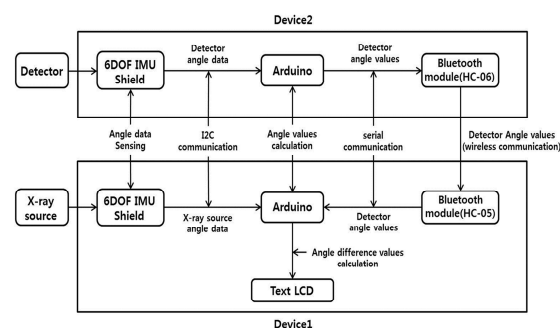 Device2
Detector
6DOF IMU
Shield
Detector
angle data
Arduino
Detector
angle values
Bluetooth
module(HC-06)
Angle data
Sensing
I2C
communication
Angle values
calculation
serial
communication
Detector Angle values
(wireless communication)
X-ray
source
6DOF IMU
Shield
X-ray source
angle data
Arduino
Detector
angle values
Bluetooth
module(HC-05)
Angle difference values
calculation
Text LCD
Device1